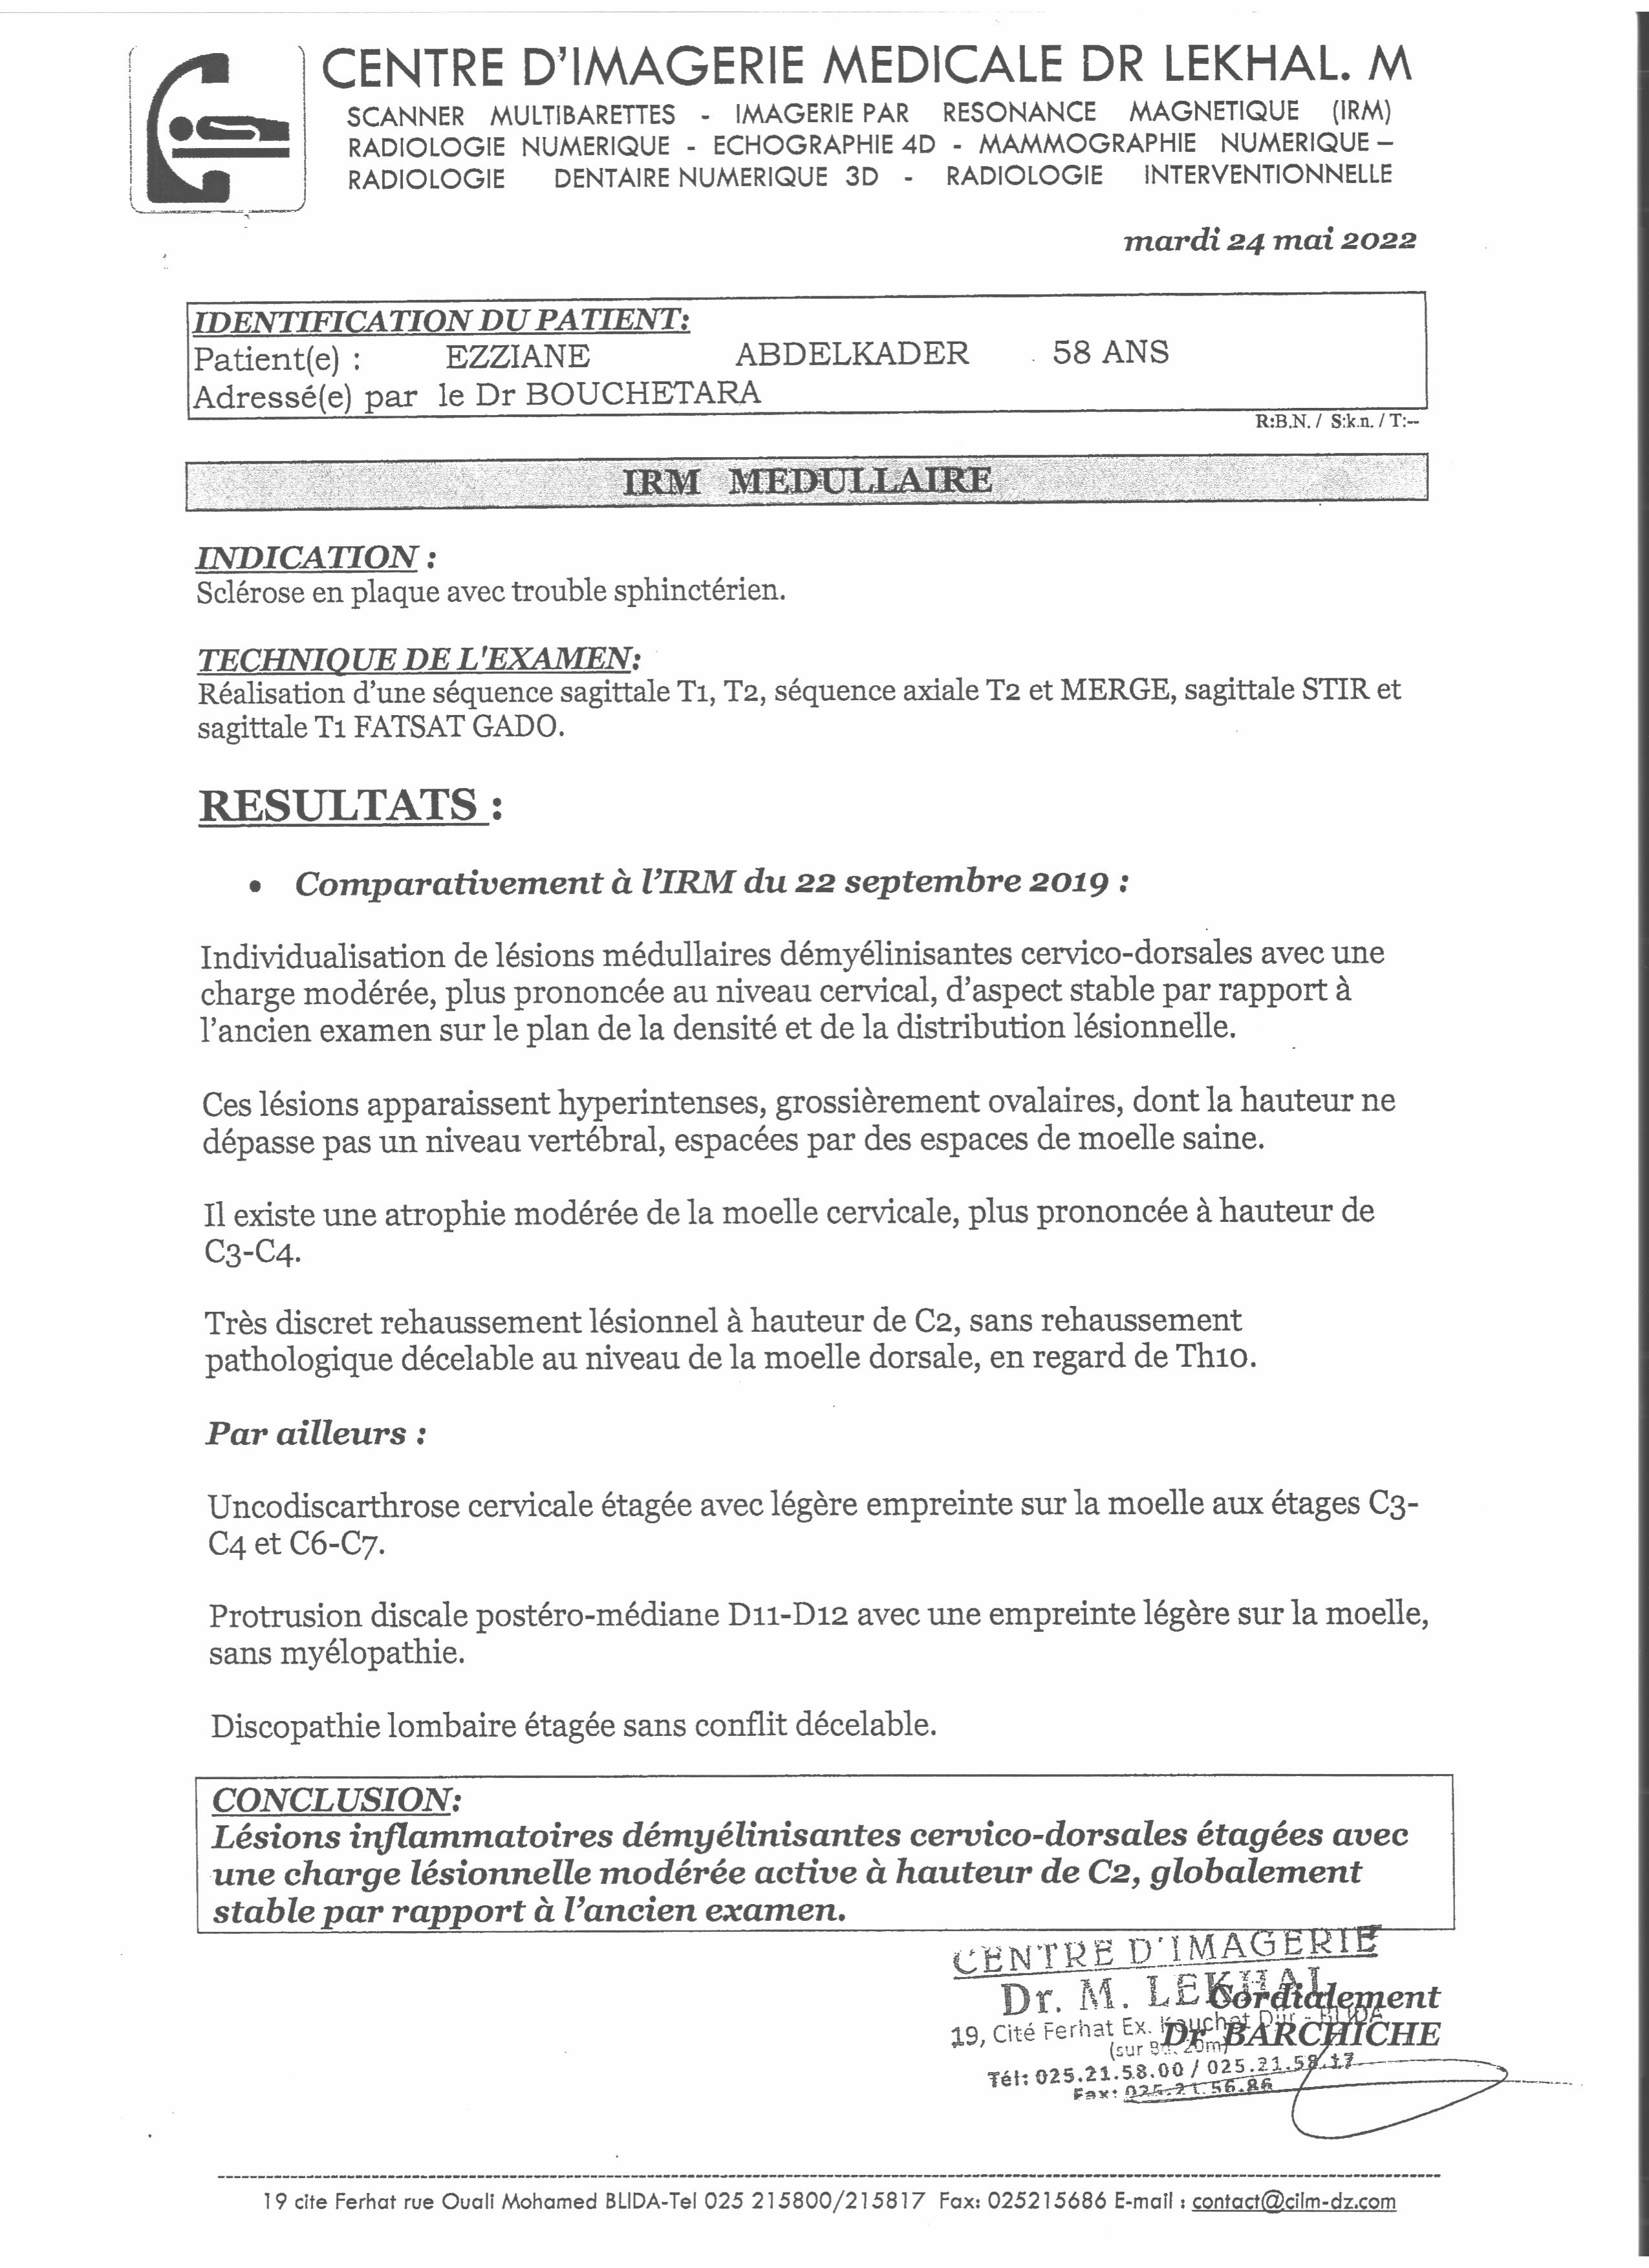 CENTRE D'IMAGERIE MEDICALE DR LEKHAL. M
SCANNER MULTIBARETTES - IMAGERIE PAR RESONANCE MAGNETIQUE (IRM)
RADIOLOGIE NUMERIQUE - ECHOGRAPHIE 4D - MAMMOGRAPHIE NUMERIQUE –
RADIOLOGIE DENTAIRE NUMERIQUE 3D - RADIOLOGIE INTERVENTIONNELLE
mardi 24 mai 2022
IDENTIFICATION DU PATIENT:
Patient(e) : EZZIANE ABDELKADER 58 ANS
Adressé(e) par le Dr BOUCHETARA
R:B.N. / S:k.n. / T:--
IRM MEDULLAIRE
INDICATION :
Sclérose en plaque avec trouble sphinctérien.
TECHNIQUE DE L'EXAMEN:
Réalisation d'une séquence sagittale T1, T2, séquence axiale T2 et MERGE, sagittale STIR et
sagittale T1 FATSAT GADO.
RESULTATS :
• Comparativement à l'IRM du 22 septembre 2019 :
Individualisation de lésions médullaires démyélinisantes cervico-dorsales avec une
charge modérée, plus prononcée au niveau cervical, d'aspect stable par rapport à
l'ancien examen sur le plan de la densité et de la distribution lésionnelle.
Ces lésions apparaissent hyperintenses, grossièrement ovalaires, dont la hauteur ne
dépasse pas un niveau vertébral, espacées par des espaces de moelle saine.
Il existe une atrophie modérée de la moelle cervicale, plus prononcée à hauteur de
C3-C4.
Très discret rehaussement lésionnel à hauteur de C2, sans rehaussement
pathologique décelable au niveau de la moelle dorsale, en regard de Th10.
Par ailleurs :
Uncodiscarthrose cervicale étagée avec légère empreinte sur la moelle aux étages C3-
C4 et C6-C7.
Protrusion discale postéro-médiane D11-D12 avec une empreinte légère sur la moelle,
sans myélopathie.
Discopathie lombaire étagée sans conflit décelable.
CONCLUSION:
Lésions inflammatoires démyélinisantes cervico-dorsales étagées avec
une charge lésionnelle modérée active à hauteur de C2, globalement
stable par rapport à l'ancien examen.
CENTRE D'IMAGERIE
Dr. M. LEKHAL
Cordialement
19, Cité Ferhat Ex. - BLIDA
Dr BARCHICHE
(sur 20m)
Tél: 025.21.58.00 / 025.21.58.17
Fax: 025.21.56.86
19 cite Ferhat rue Ouali Mohamed BLIDA-Tel 025 215800/215817 Fax: 025215686 E-mail : contact@cilm-dz.com